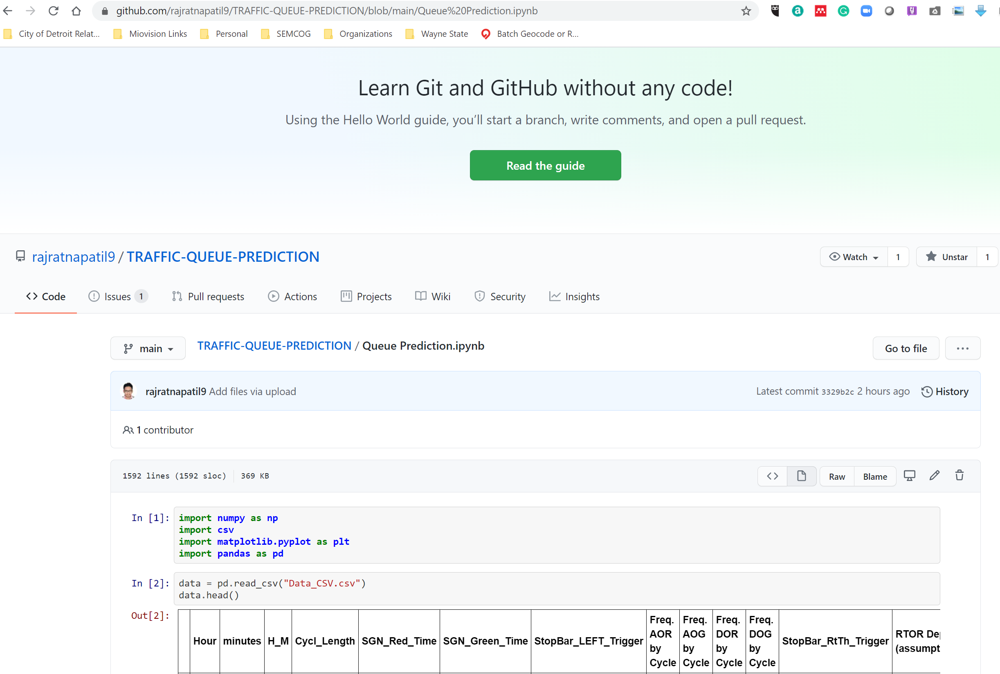 github.com/rajratnapatil9/TRAFFIC-QUEUE-PREDICTION/blob/main/Queue%20Prediction.ipynb
City of Detroit Relat... Miovision Links Personal SEMCOG Organizations Wayne State Batch Geocode or R...
Learn Git and GitHub without any code!
Using the Hello World guide, you’ll start a branch, write comments, and open a pull request.
Read the guide
rajratnapatil9 / TRAFFIC-QUEUE-PREDICTION Watch 1 Unstar 1
Code Issues 1 Pull requests Actions Projects Wiki Security Insights
main TRAFFIC-QUEUE-PREDICTION / Queue Prediction.ipynb Go to file ...
rajratnapatil9 Add files via upload Latest commit 3329b2c 2 hours ago History
1 contributor
1592 lines (1592 sloc) 369 KB <> Raw Blame
In [1]: import numpy as np
import csv
import matplotlib.pyplot as plt
import pandas as pd
In [2]: data = pd.read_csv("Data_CSV.csv")
data.head()
Out[2]:
Hour minutes H_M Cycl_Length SGN_Red_Time SGN_Green_Time StopBar_LEFT_Trigger Freq. AOR by Cycle Freq. AOG by Cycle Freq. DOR by Cycle Freq. DOG by Cycle StopBar_RtTh_Trigger RTOR (assumpt